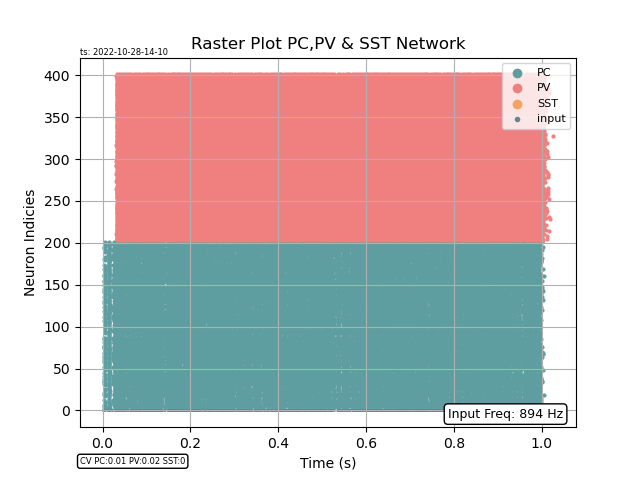 Raster Plot PC,PV & SST Network
ts: 2022-10-28-14-10
PC
PV
SST
input
400
350
300
250
200
150
100
50
0
Neuron Indicies
Input Freq: 894 Hz
0.0
0.2
0.4
0.6
0.8
1.0
Time (s)
CV PC:0.01 PV:0.02 SST:0